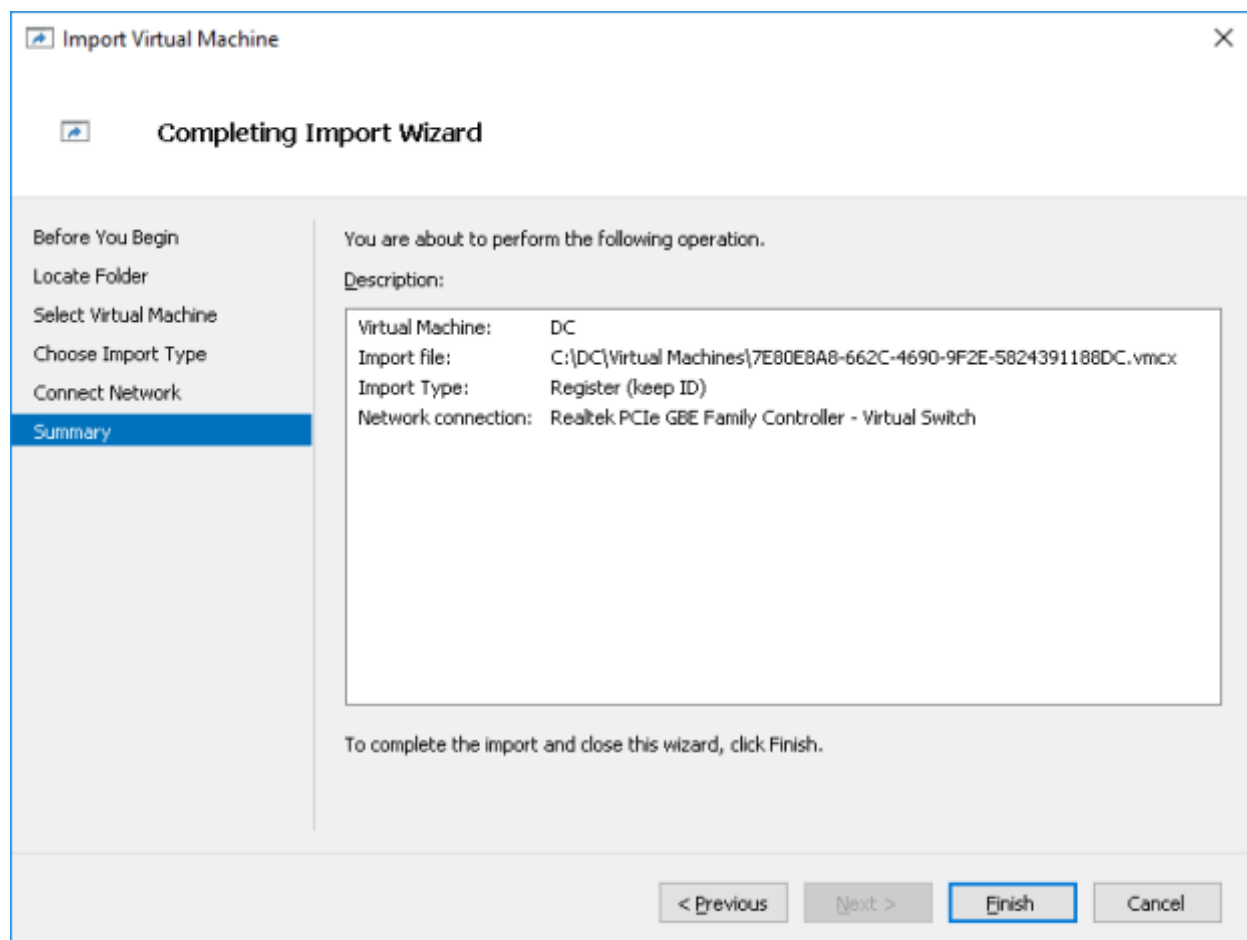 Import Virtual Machine
Completing Import Wizard
Before You Begin
Locate Folder
Select Virtual Machine
Choose Import Type
Connect Network
Summary
You are about to perform the following operation.
Description:
Virtual Machine: DC
Import file: C:\DC\Virtual Machines\7E80E8A8-662C-4690-9F2E-5824391188DC.vmcx
Import Type: Register (keep ID)
Network connection: Realtek PCIe GBE Family Controller - Virtual Switch
To complete the import and close this wizard, click Finish.
< Previous Next > Finish Cancel